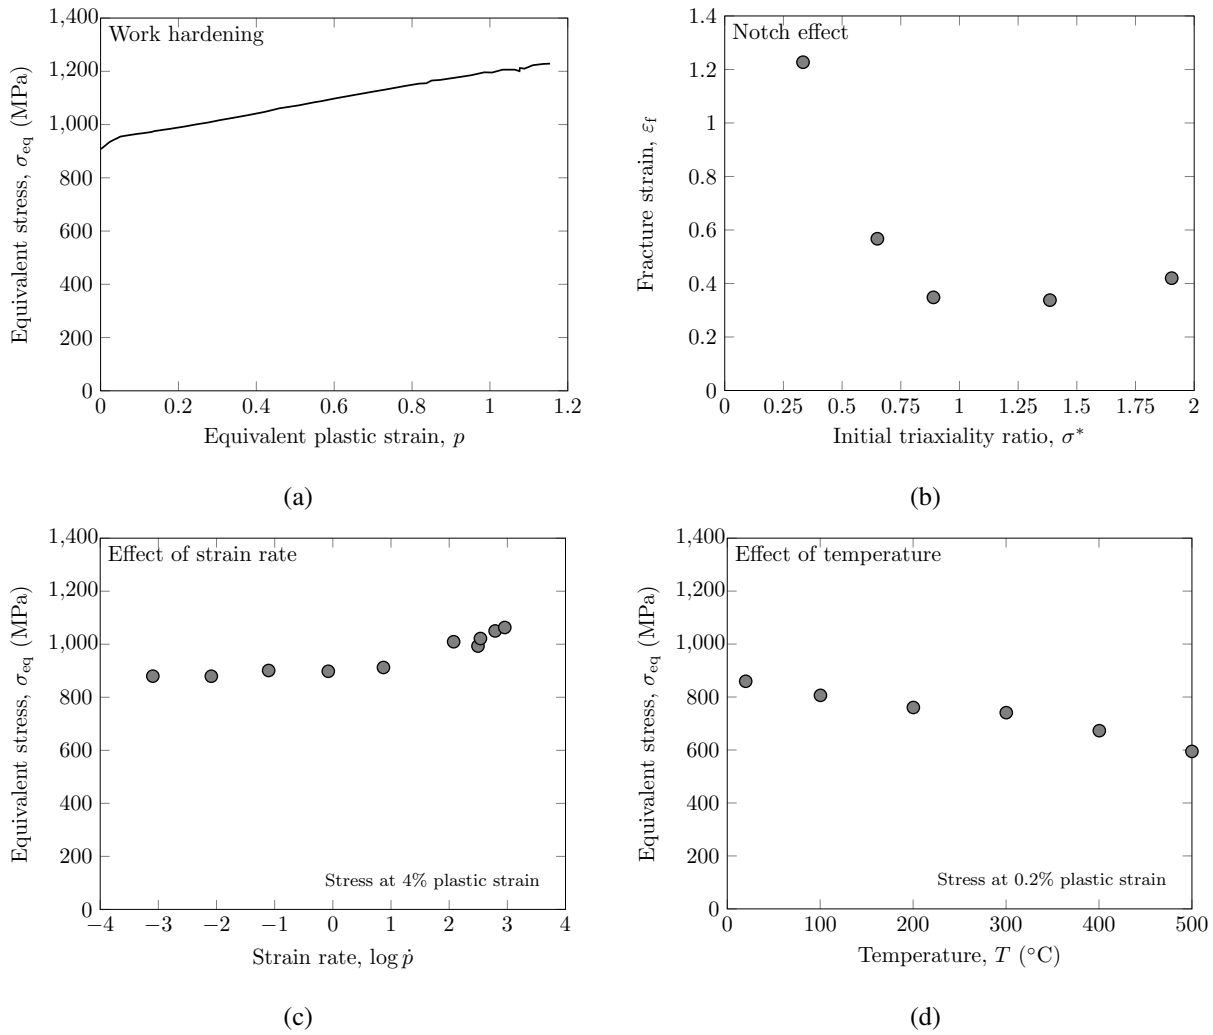 Work hardening
1,400
1,200
1,000
800
600
400
200
0
Equivalent stress, σeq (MPa)
0 0.2 0.4 0.6 0.8 1 1.2
Equivalent plastic strain, p
(a)
Notch effect
1.4
1.2
1
0.8
0.6
0.4
0.2
0
Fracture strain, εf
0 0.25 0.5 0.75 1 1.25 1.5 1.75 2
Initial triaxiality ratio, σ*
(b)
Effect of strain rate
1,400
1,200
1,000
800
600
400
200
0
Equivalent stress, σeq (MPa)
Stress at 4% plastic strain
−4 −3 −2 −1 0 1 2 3 4
Strain rate, log ṗ
(c)
Effect of temperature
1,400
1,200
1,000
800
600
400
200
0
Equivalent stress, σeq (MPa)
Stress at 0.2% plastic strain
0 100 200 300 400 500
Temperature, T (°C)
(d)